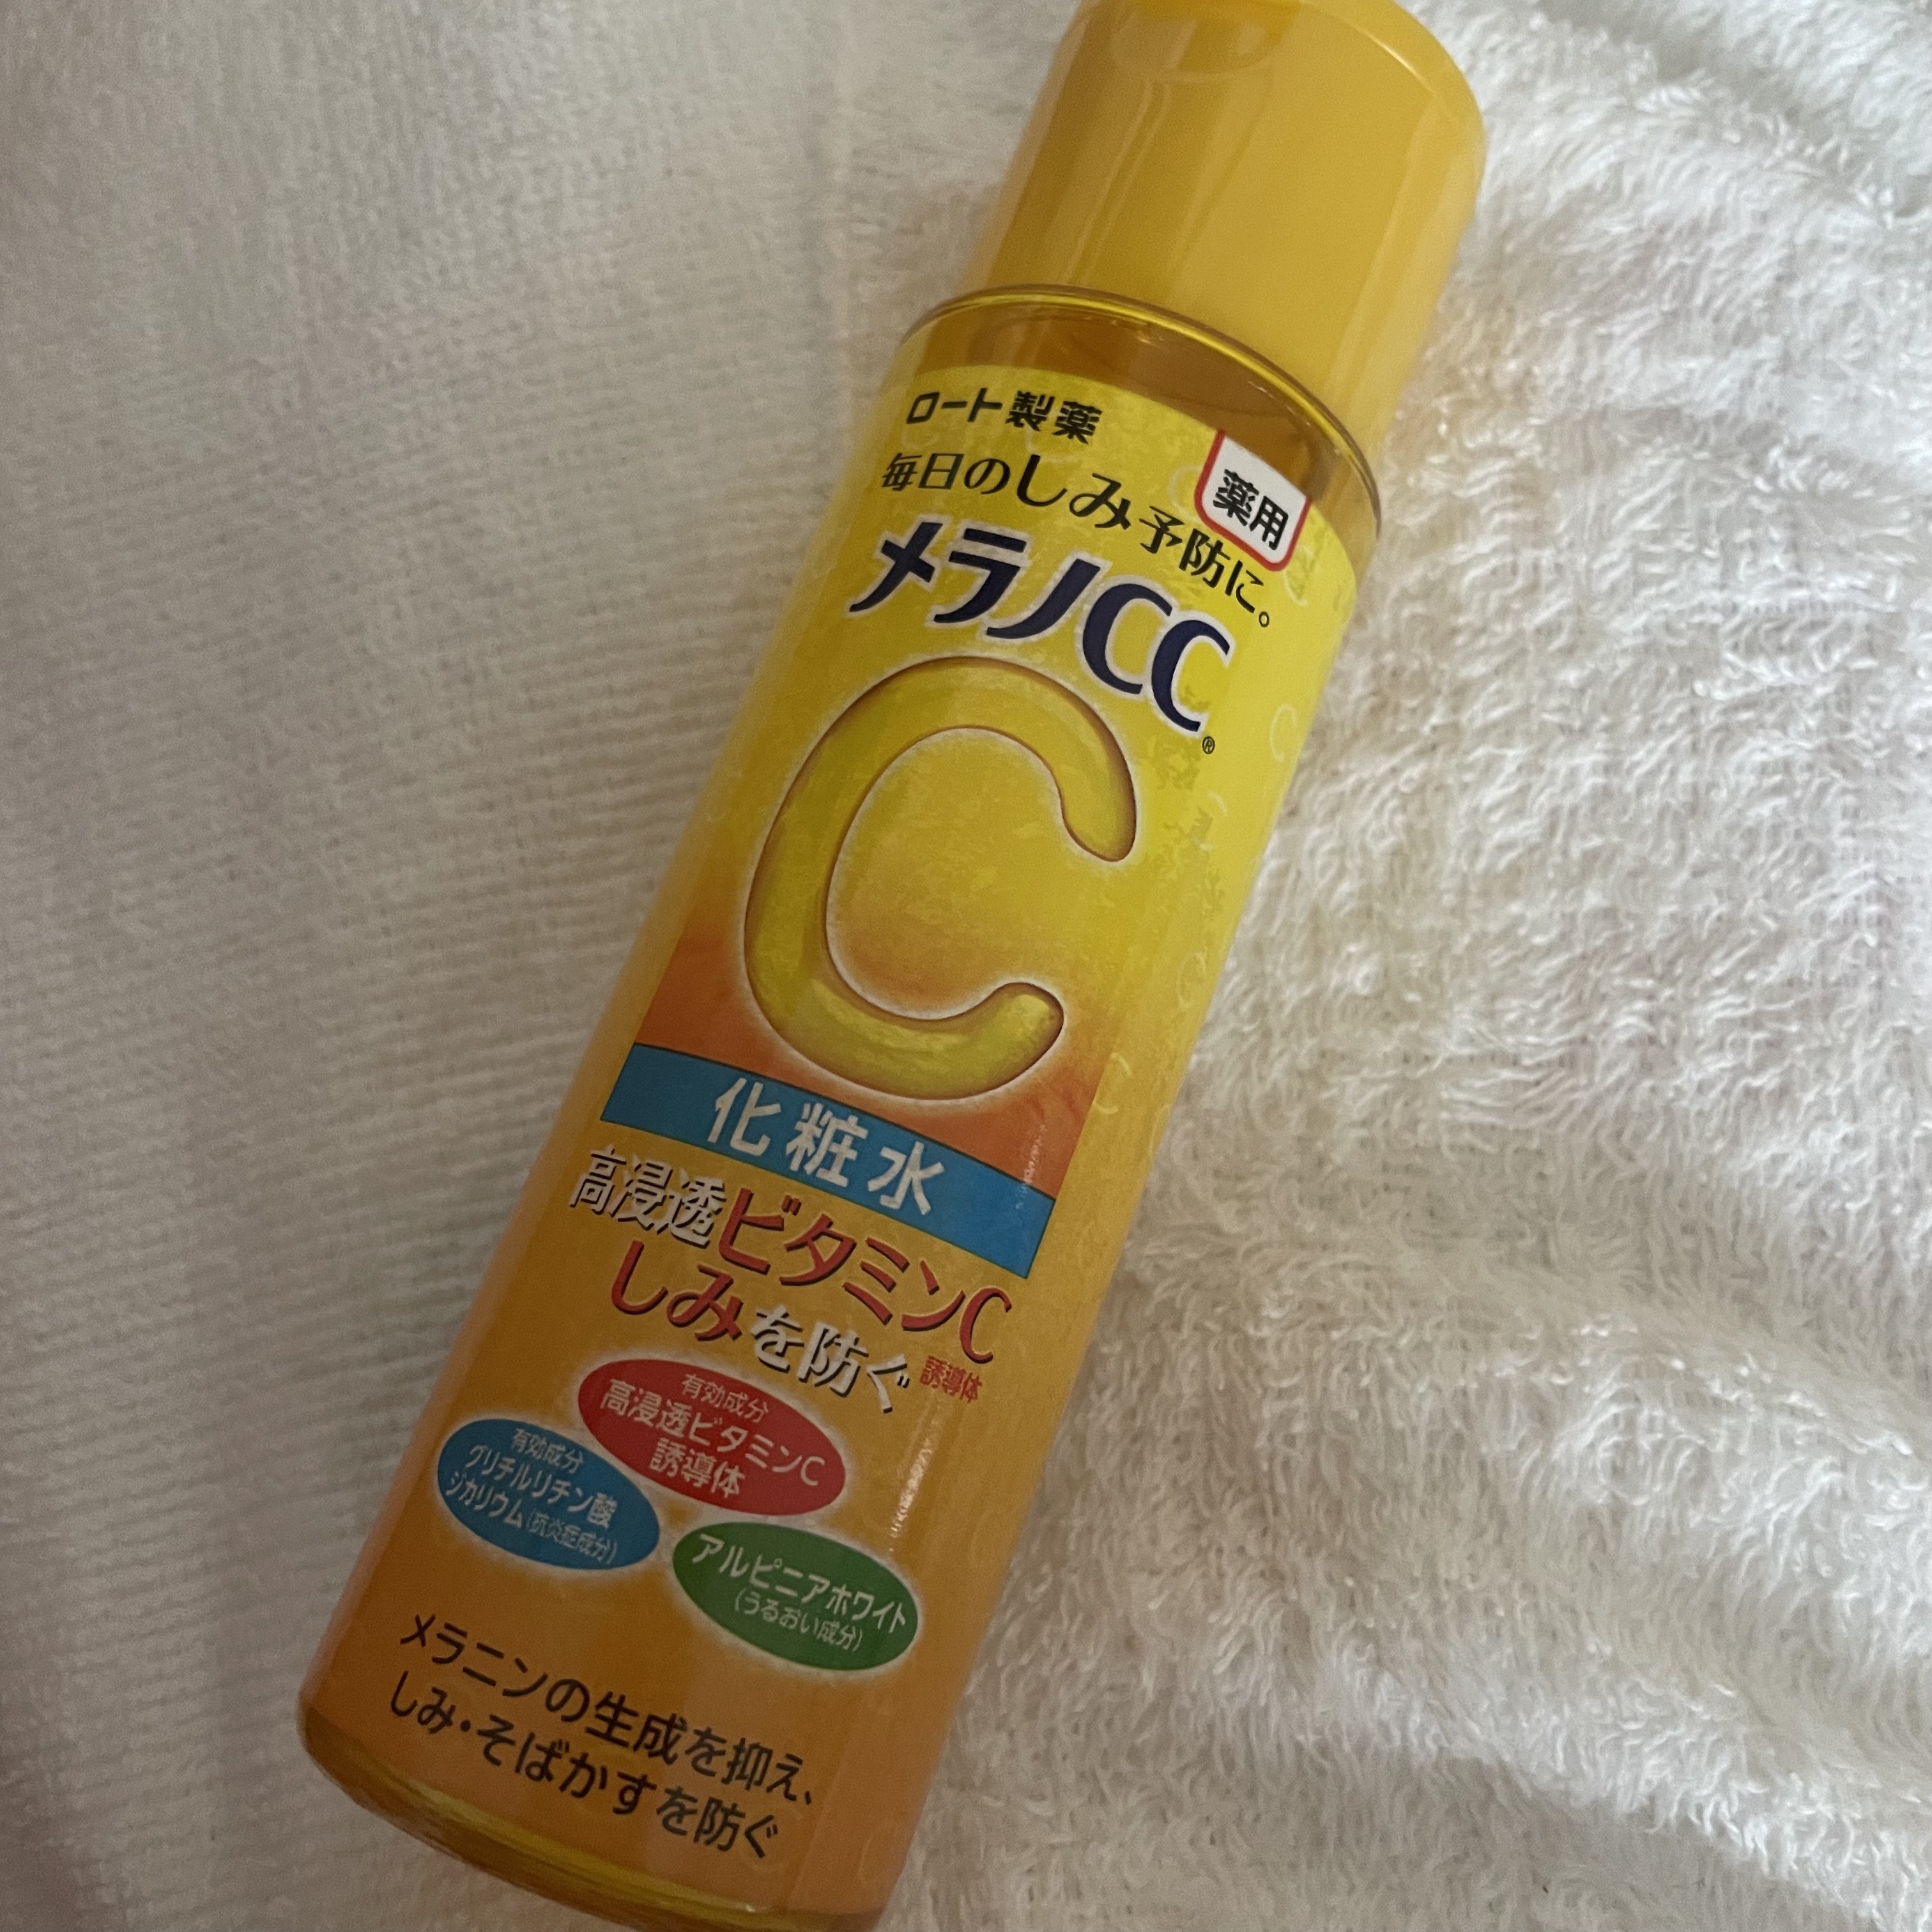 ロート製薬
薬用
毎日のしみ予防に。
メラノCC®
C
化粧水
高浸透ビタミンC
誘導体
しみを防ぐ
有効成分
高浸透ビタミンC
誘導体
有効成分
グリチルリチン酸
ジカリウム(抗炎症成分)
アルピニアホワイト
(うるおい成分)
メラニンの生成を抑え、
しみ・そばかすを防ぐ